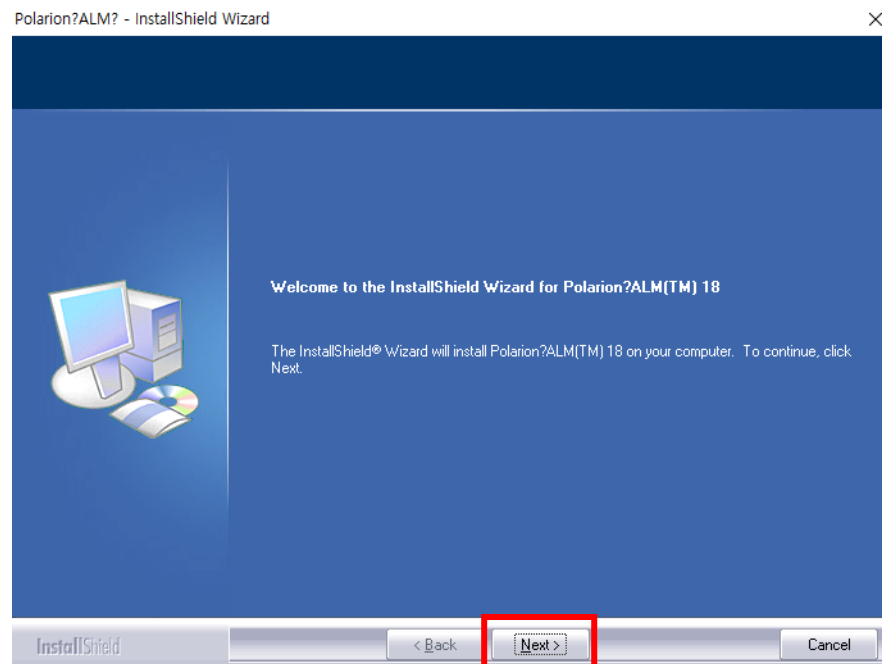 Polarion?ALM? - InstallShield Wizard
Welcome to the InstallShield Wizard for Polarion?ALM(TM) 18
The InstallShield® Wizard will install Polarion?ALM(TM) 18 on your computer. To continue, click
Next.
InstallShield
< Back
Next >
Cancel